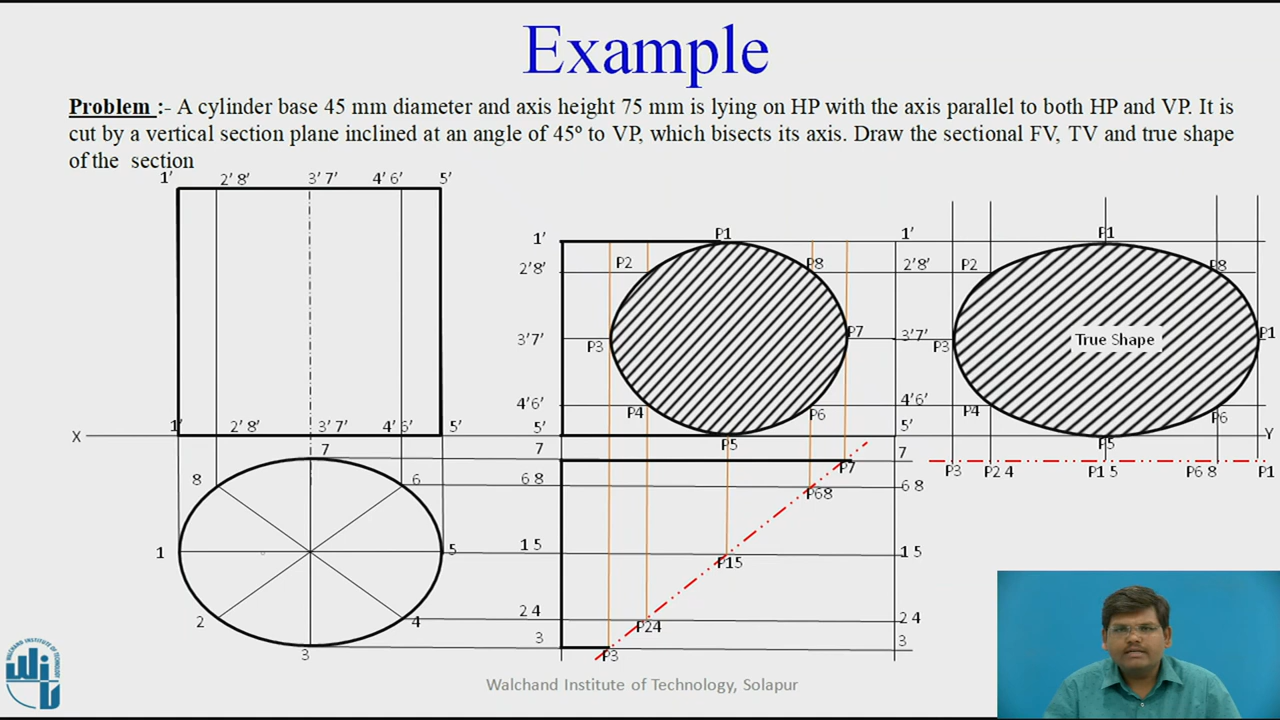 Example
Problem :- A cylinder base 45 mm diameter and axis height 75 mm is lying on HP with the axis parallel to both HP and VP. It is
cut by a vertical section plane inclined at an angle of 45º to VP, which bisects its axis. Draw the sectional FV, TV and true shape
of the section
1' 2' 8' 3' 7' 4' 6' 5'
1' P1 1' P1
2'8' P2 P8 2'8' P2 P8
3'7' P3 P7 3'7' P3 True Shape P1
4'6' P4 P6 4'6' P4 P6
X 1' 2' 8' 3' 7' 4' 6' 5' 5' P5 5' P5 Y
7 7 P7 7 P3 P2 4 P1 5 P6 8 P1
8 6 6 8 P68 6 8
1 5 1 5 P15 1 5
2 4 2 4 P24 2 4
3 3 P3 3
WALCHAND INSTITUTE OF TECHNOLOGY
Walchand Institute of Technology, Solapur